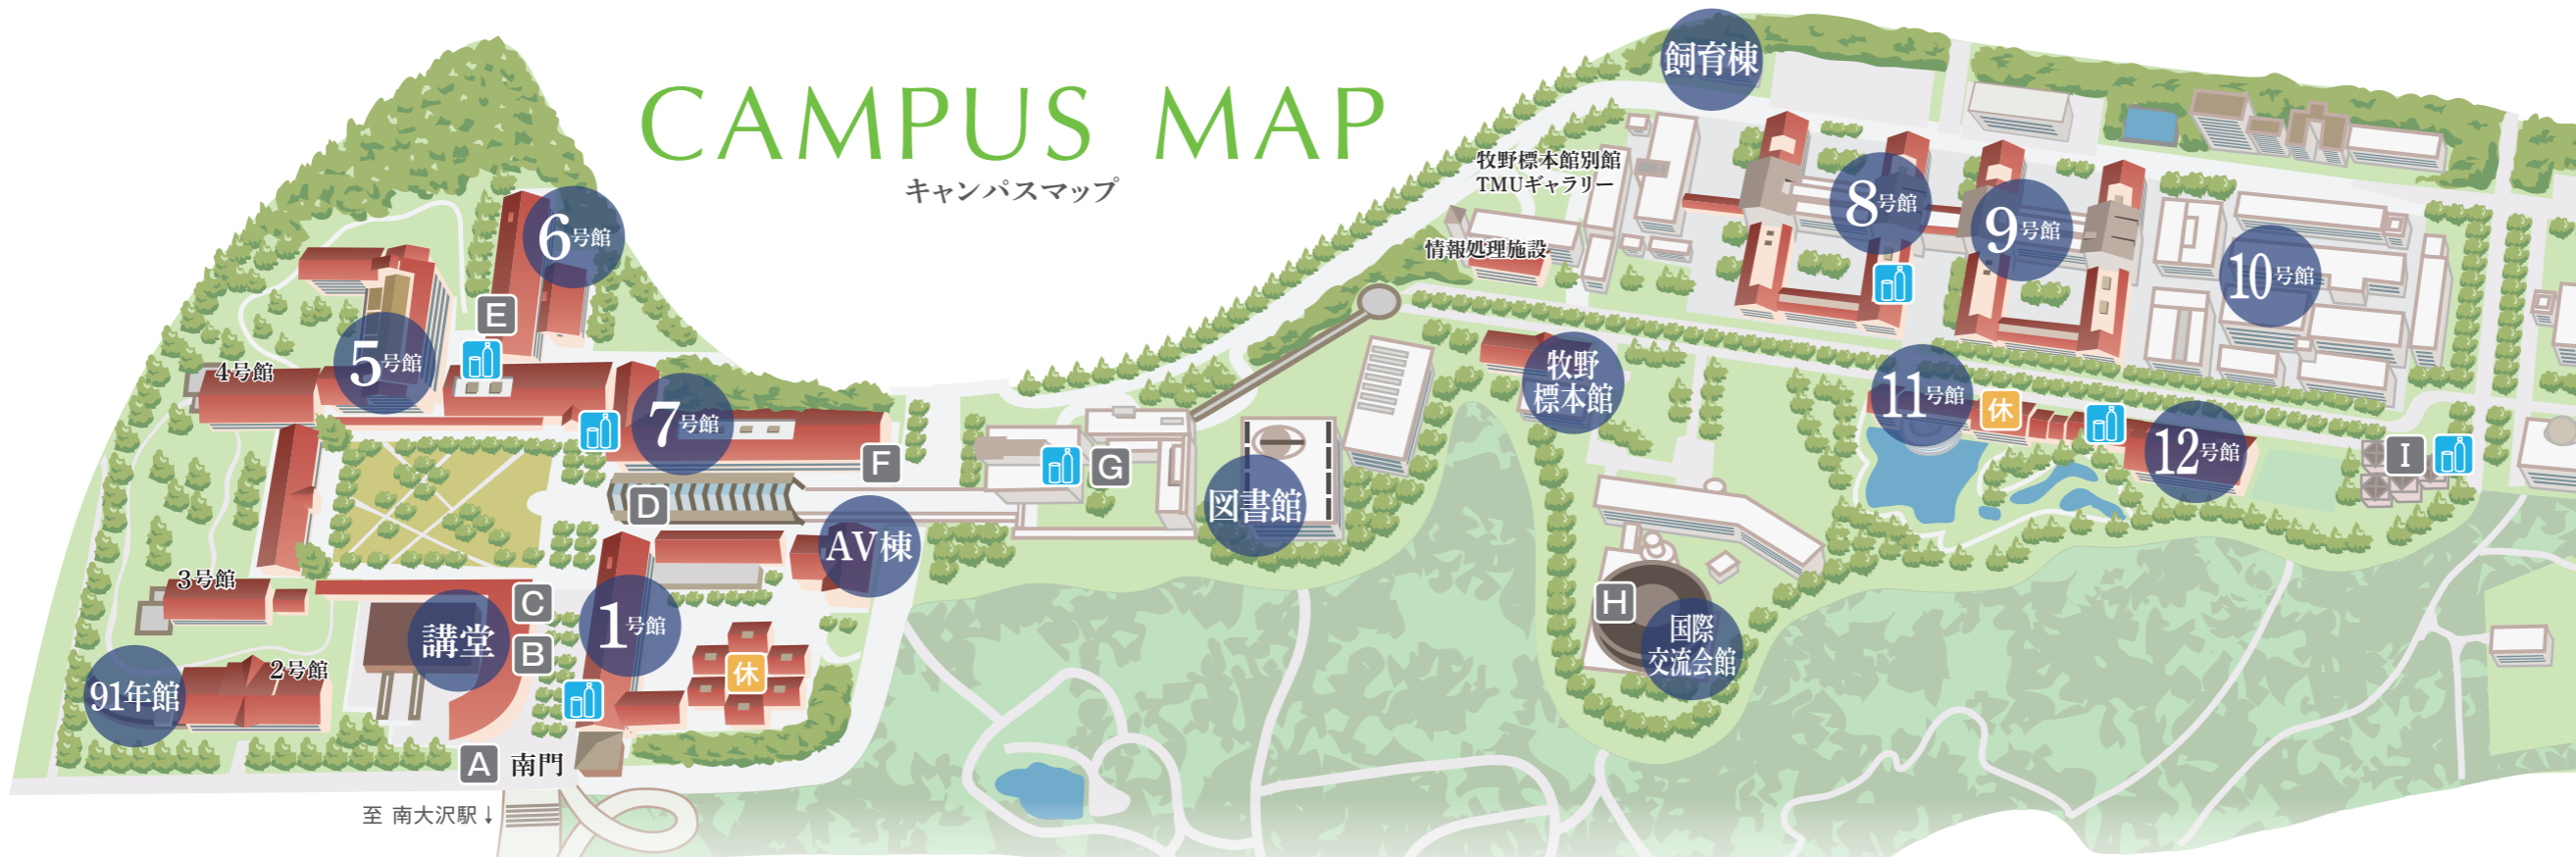 CAMPUS MAP
キャンパスマップ
飼育棟
牧野標本館別館
TMUギャラリー
情報処理施設
8号館
9号館
10号館
6号館
E
5号館
4号館
7号館
F
D
G
図書館
牧野
標本館
11号館
休
12号館
I
AV棟
3号館
C
講堂
B
1号館
休
91年館
2号館
H
国際
交流会館
A 南門
至 南大沢駅↓